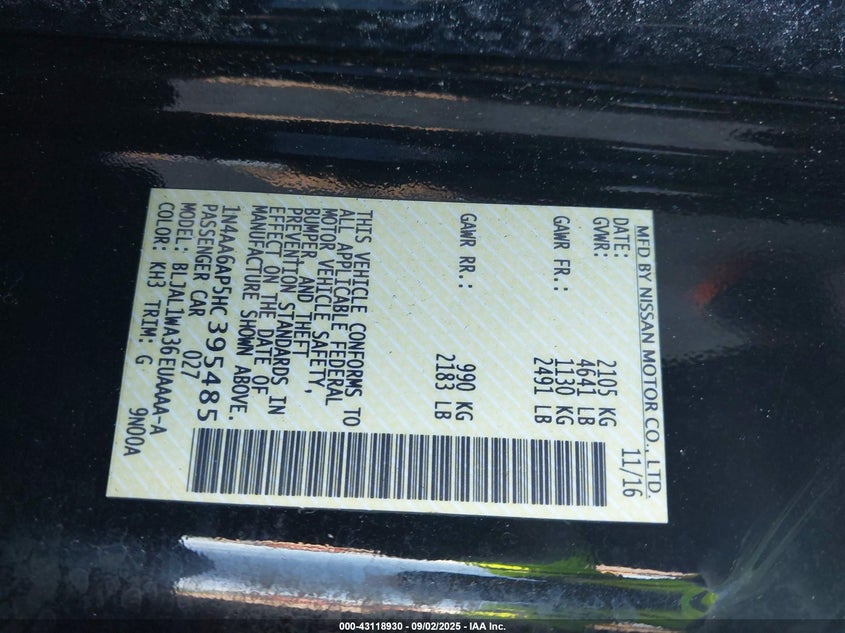 MFD BY NISSAN MOTOR CO., LTD.
DATE: 11/16
GVWR: 2105 KG
4641 LB
GAWR FR.: 1130 KG
2491 LB
GAWR RR.: 990 KG
2183 LB
THIS VEHICLE CONFORMS TO
ALL APPLICABLE FEDERAL
MOTOR VEHICLE SAFETY,
BUMPER, AND THEFT
PREVENTION STANDARDS IN
EFFECT ON THE DATE OF
MANUFACTURE SHOWN ABOVE.
1N4AA6AP5HC395485
PASSENGER CAR 027
MODEL: BLJAL1WA36EUAAAA-A
COLOR: KH3 TRIM: G 9N00A
000-43118930 - 09/02/2025 - IAA Inc.